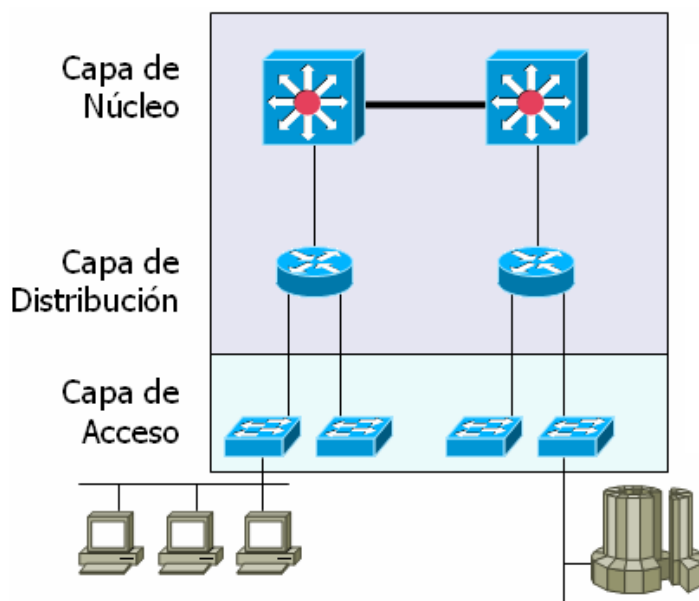 Capa de
Núcleo
Capa de
Distribución
Capa de
Acceso